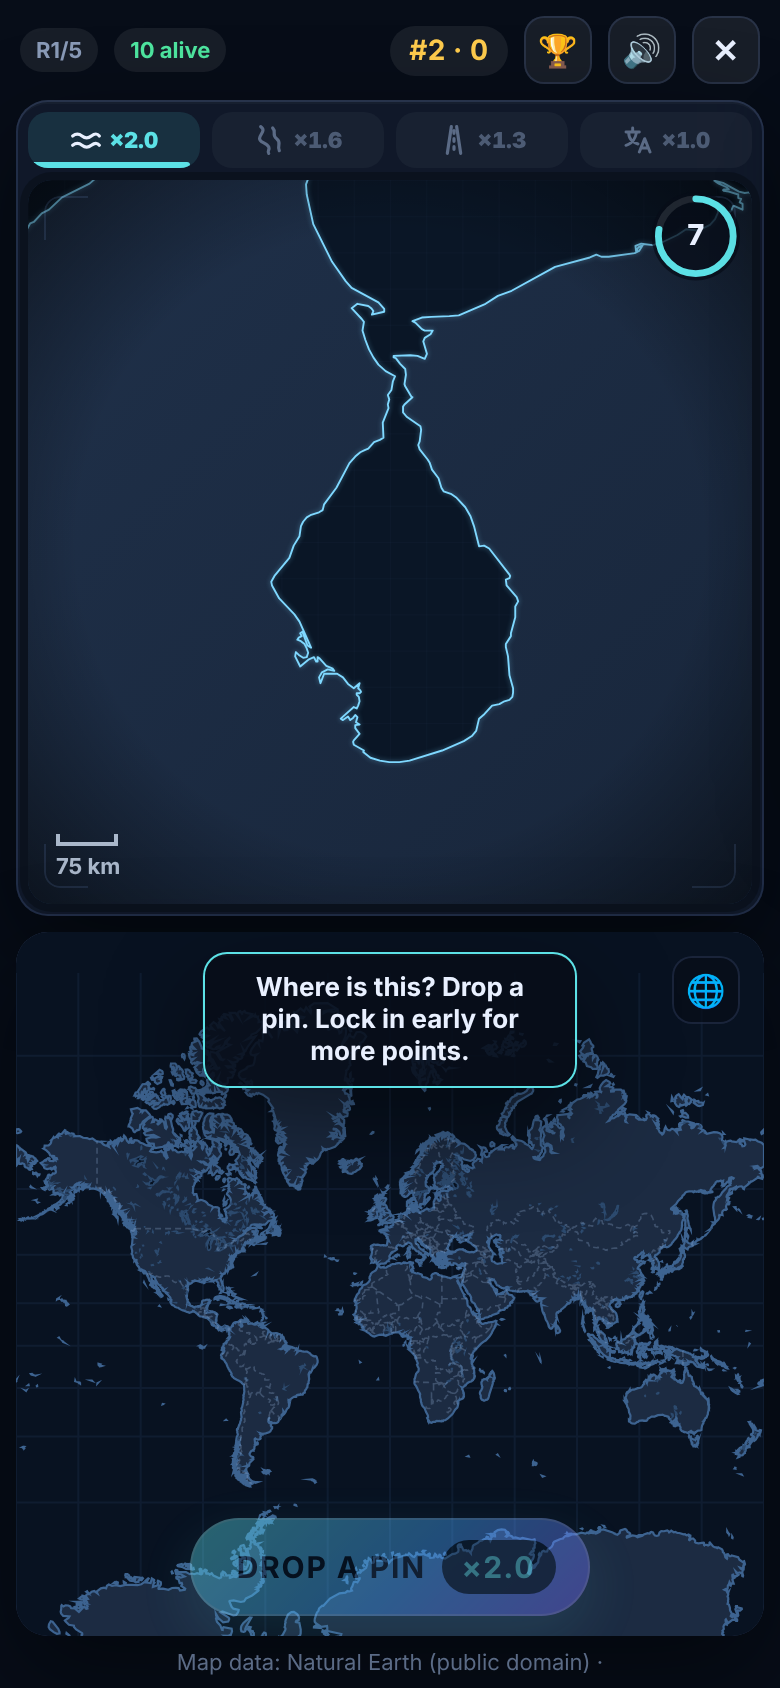 R1/5
10 alive
#2 · 0
×2.0
×1.6
×1.3
×1.0
7
75 km
Where is this? Drop a
pin. Lock in early for
more points.
DROP A PIN ×2.0
Map data: Natural Earth (public domain) ·